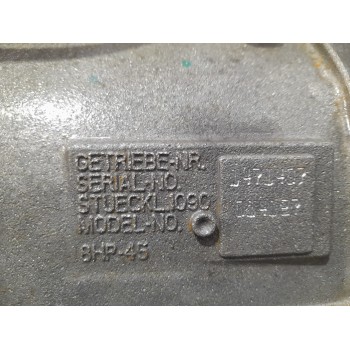 GETRIEBE-NR.
SERIAL-NO.
STUECKL.1090
MODEL-NO.
8HP-45